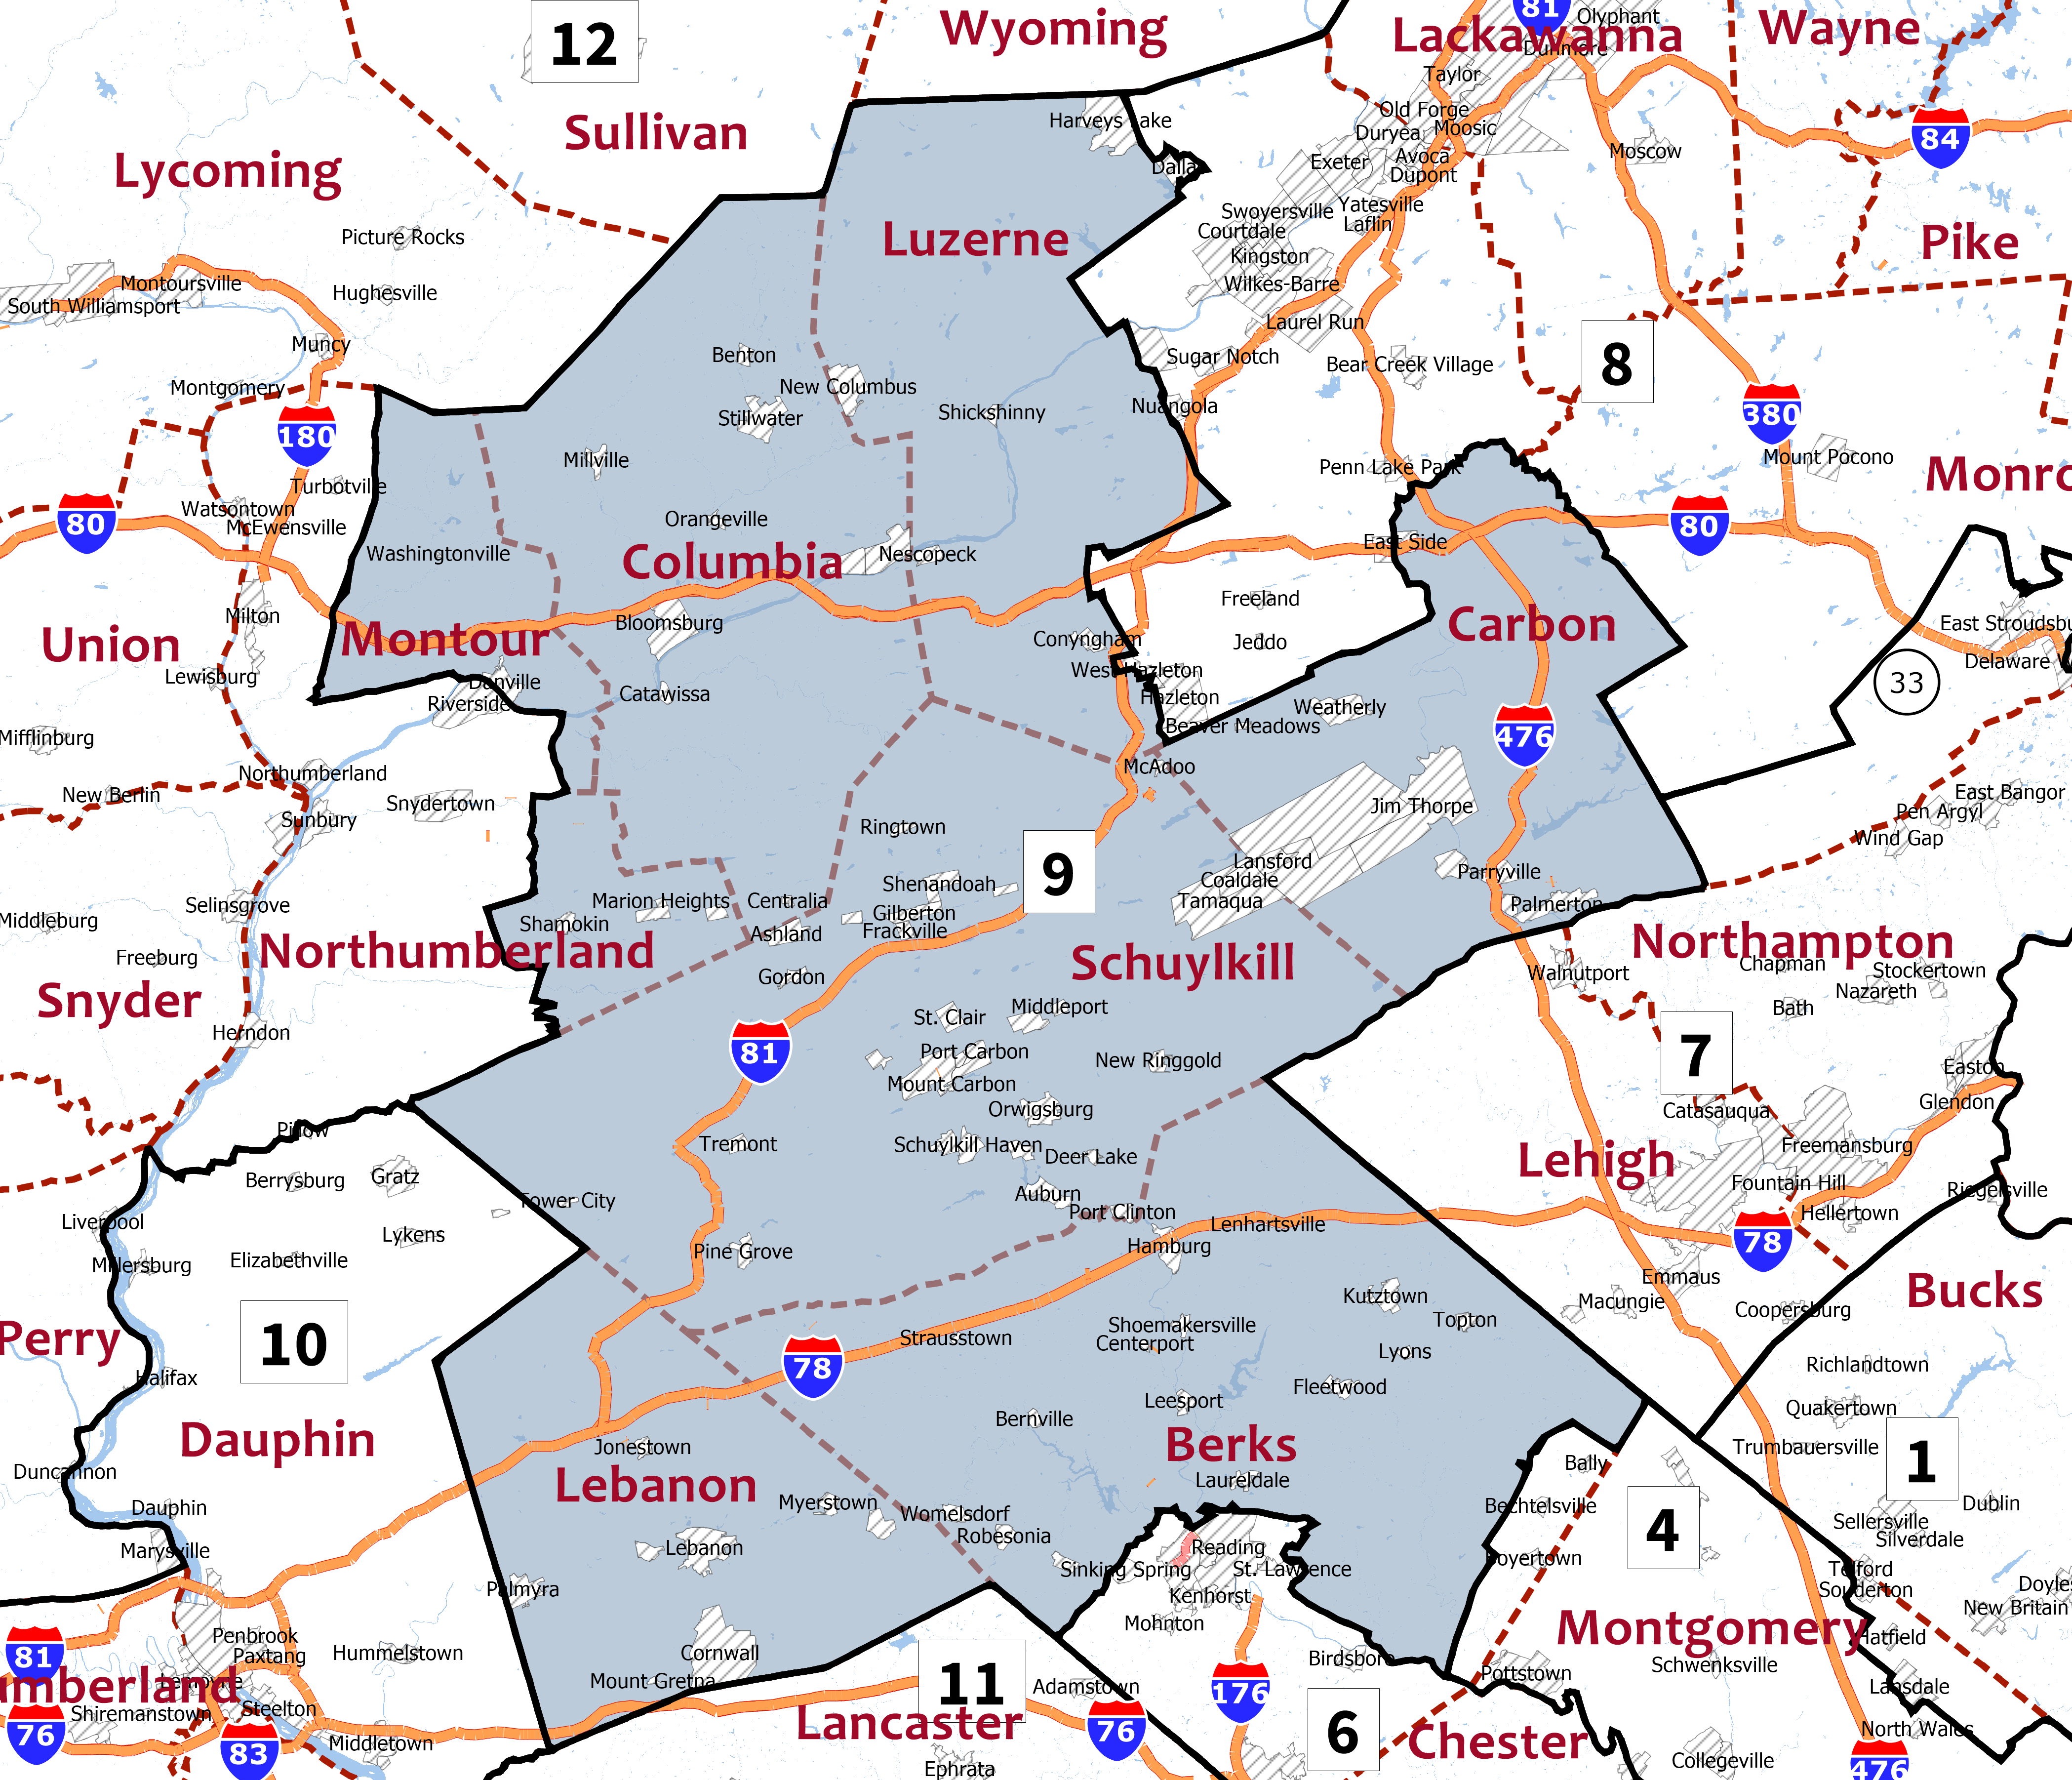 12
Wyoming
81
Olyphant
Lackawanna
Wayne
Dunmore
Taylor
Sullivan
Harveys Lake
Old Forge
Duryea
Moosic
84
Lycoming
Dalla
Exeter
Avoca
Dupont
Moscow
Picture Rocks
Luzerne
Swoyersville
Yatesville
Courtdale
Laflin
Pike
Kingston
Montoursville
Hughesville
Wilkes-Barre
South Williamsport
Laurel Run
Muncy
Benton
Sugar Notch
Bear Creek Village
8
Montgomery
New Columbus
Stillwater
Shickshinny
Nuangola
380
180
Millville
Penn Lake Park
Mount Pocono
Monro
Turbotville
Watsontown
McEwensville
80
Orangeville
80
Washingtonville
Columbia
Nescopeck
East Side
Milton
Freeland
Union
Montour
Bloomsburg
Conyngham
Jeddo
Carbon
East Stroudsbu
Lewisburg
Danville
Riverside
Catawissa
West Hazleton
Hazleton
Weatherly
33
Delaware
Mifflinburg
Beaver Meadows
476
Northumberland
McAdoo
New Berlin
Snydertown
Jim Thorpe
East Bangor
Sunbury
Ringtown
Pen Argyl
Wind Gap
9
Lansford
Selinsgrove
Shenandoah
Coaldale
Parryville
Middleburg
Marion Heights
Centralia
Gilberton
Tamaqua
Palmerton
Shamokin
Ashland
Frackville
Freeburg
Northumberland
Gordon
Schuylkill
Walnutport
Northampton
Chapman
Stockertown
Snyder
Nazareth
Herndon
St. Clair
Middleport
Bath
81
Port Carbon
New Ringgold
7
Easton
Mount Carbon
Catasauqua
Glendon
Pillow
Orwigsburg
Tremont
Schuylkill Haven
Deer Lake
Lehigh
Freemansburg
Berrysburg
Gratz
Tower City
Auburn
Fountain Hill
Riegelsville
Liverpool
Port Clinton
Lenhartsville
Hellertown
Lykens
Pine Grove
Hamburg
78
Millersburg
Elizabethville
Emmaus
Bucks
Kutztown
Macungie
Coopersburg
Perry
10
Strausstown
Shoemakersville
Centerport
Topton
78
Lyons
Richlandtown
Halifax
Fleetwood
Leesport
Quakertown
Dauphin
Bernville
Jonestown
Berks
Trumbauersville
1
Duncannon
Lebanon
Laureldale
Bally
Dauphin
Myerstown
Womelsdorf
Bechtelsville
4
Dublin
Robesonia
Sellersville
Silverdale
Marysville
Lebanon
Reading
Boyertown
Sinking Spring
St. Lawrence
Telford
Palmyra
Kenhorst
Souderton
Doyle
Mohnton
New Britain
Penbrook
Montgomery
Hatfield
81
Paxtang
Hummelstown
Cornwall
Birdsboro
Schwenksville
umberland
Lemoyne
Mount Gretna
11
Adamstown
176
Pottstown
Lansdale
Shiremanstown
Steelton
76
83
Middletown
Lancaster
76
6
Chester
North Wales
Ephrata
Collegeville
476